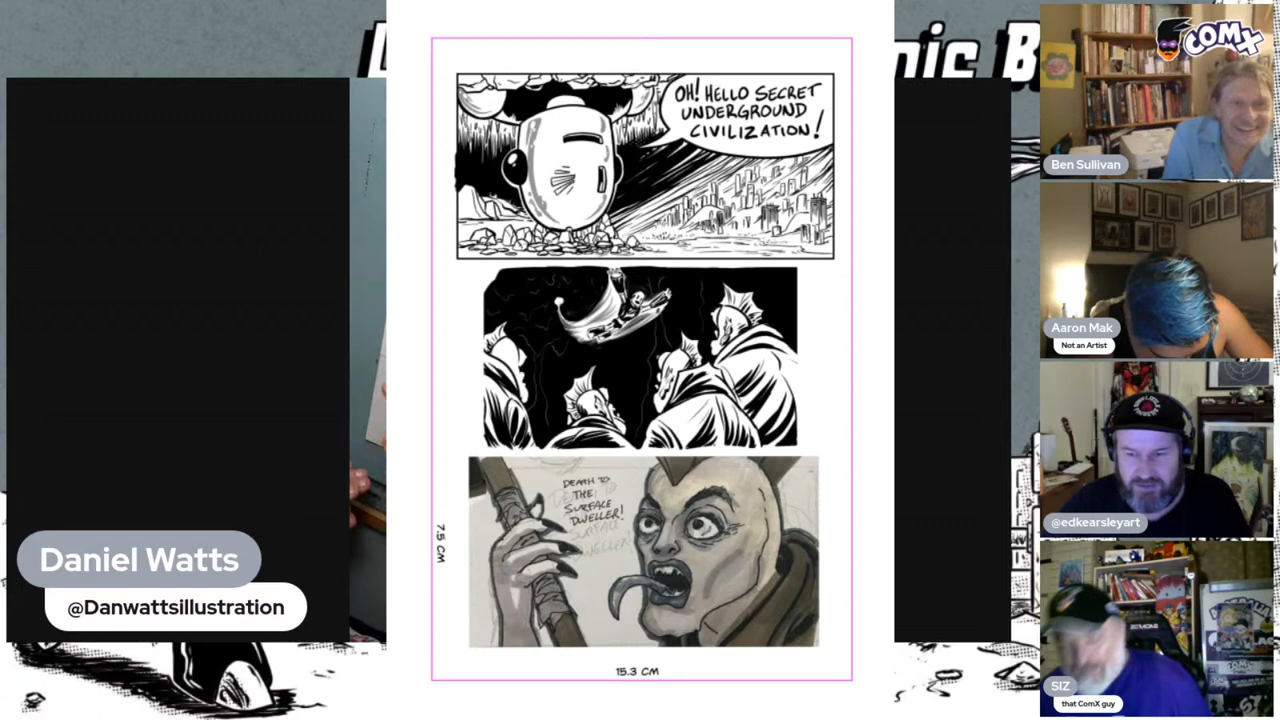 nic B
COMX
OH! HELLO SECRET
UNDERGROUND
CIVILIZATION!
Ben Sullivan
Aaron Mak
Not an Artist
DEATH TO
THE
SURFACE
DWELLER!
@edkearsleyart
7.5 CM
Daniel Watts
@Danwattsillustration
15.3 CM
SIZ
that ComX guy